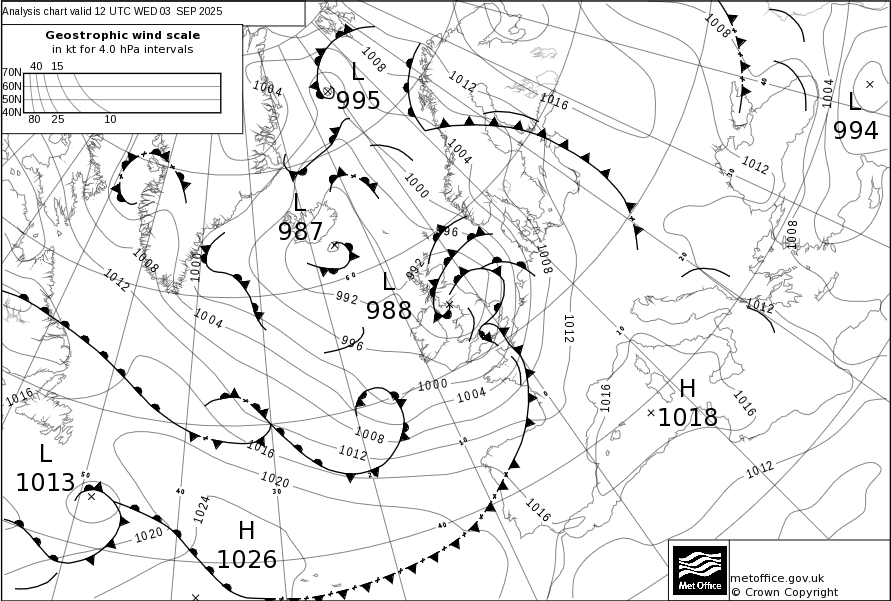 Analysis chart valid 12 UTC WED 03 SEP 2025
Geostrophic wind scale
in kt for 4.0 hPa intervals
40 15
70N
60N
50N
40N
80 25 10
1008
1004
L
995
1012
1016
1008
40
1004
L
994
1004
1012
30
1000
L
987
996
1008
1008
1000
1012
992
60
992
L
988
1008
20
1012
1004
996
1012
10
1016
1000
1004
0
1016
H
1018
1016
1008
10
1016
1012
1012
L
1013
50
1020
40
30
1024
1016
40
1020
H
1026
Met Office
metoffice.gov.uk
© Crown Copyright